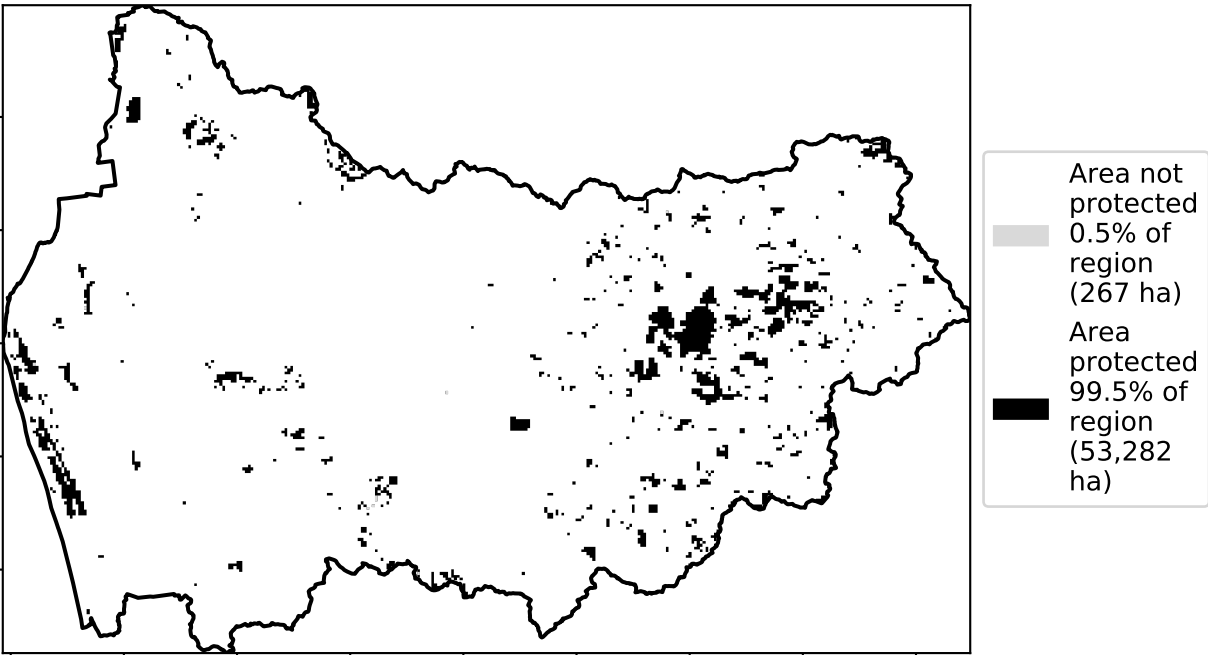 Area not
protected
0.5% of
region
(267 ha)
Area
protected
99.5% of
region
(53,282
ha)